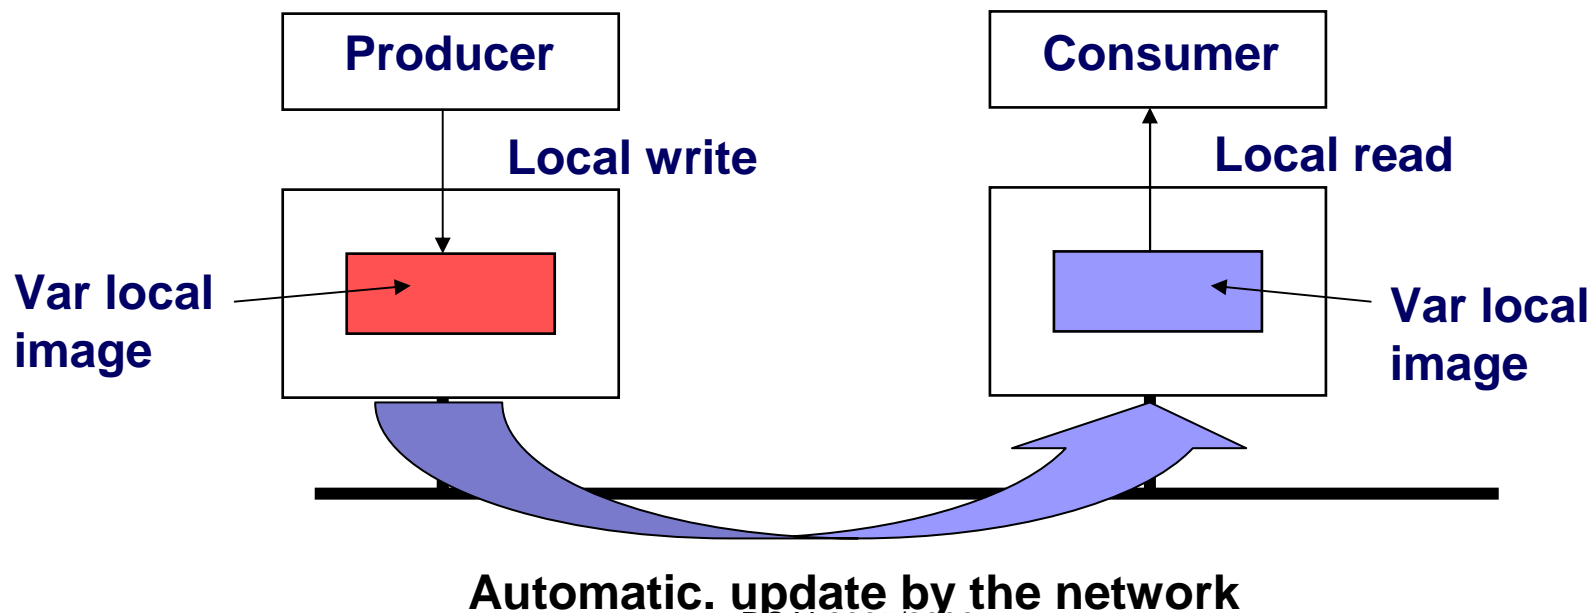 Producer
Consumer
Local write
Local read
Var local
image
Var local
image
Automatic. update by the network